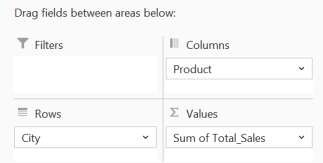 Drag fields between areas below:
Filters
Columns
Product
Rows
Values
City
Sum of Total_Sales